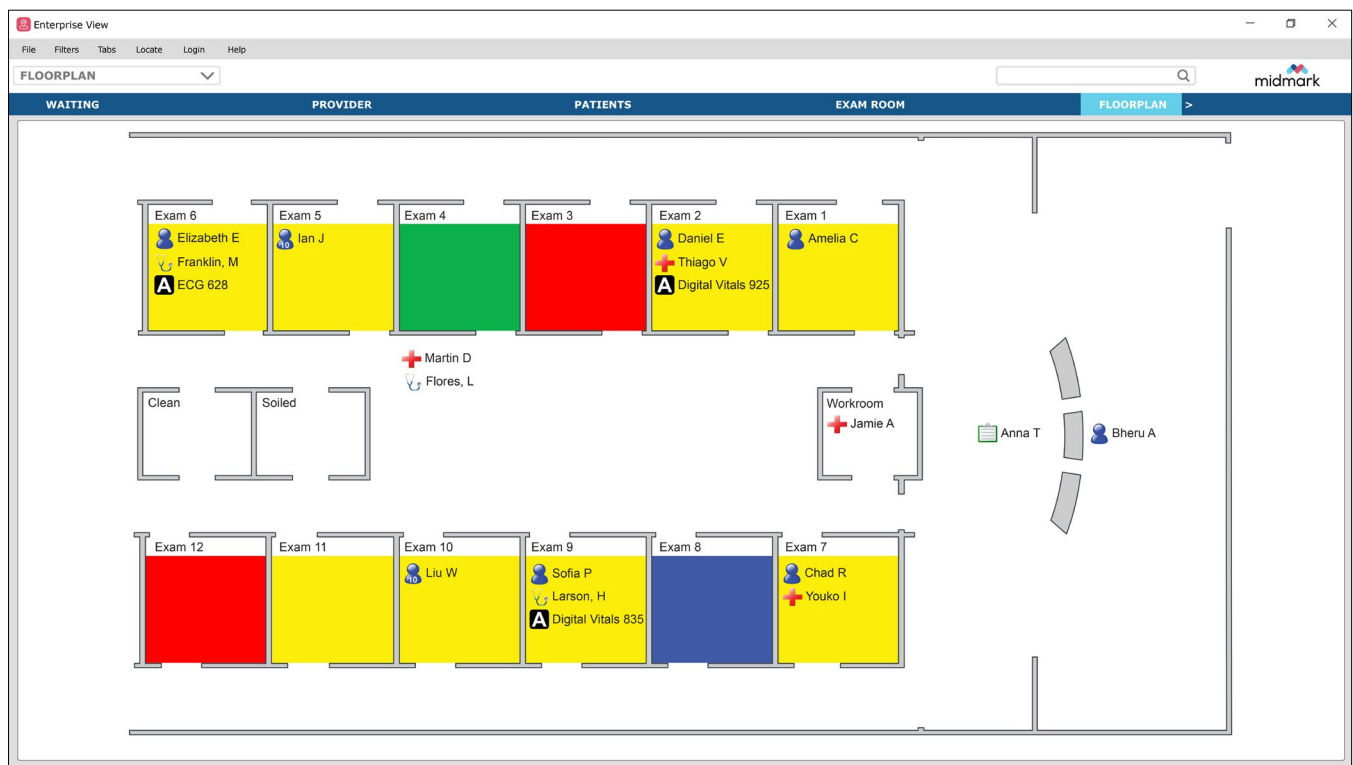 Enterprise View
File Filters Tabs Locate Login Help
FLOORPLAN
midmark
WAITING PROVIDER PATIENTS EXAM ROOM FLOORPLAN >
Exam 6
Elizabeth E
Franklin, M
A ECG 628
Exam 5
10 Ian J
Exam 4
Exam 3
Exam 2
Daniel E
Thiago V
A Digital Vitals 925
Exam 1
Amelia C
Martin D
Flores, L
Clean
Soiled
Workroom
Jamie A
Anna T
Bheru A
Exam 12
Exam 11
Exam 10
10 Liu W
Exam 9
Sofia P
Larson, H
A Digital Vitals 835
Exam 8
Exam 7
Chad R
Youko I